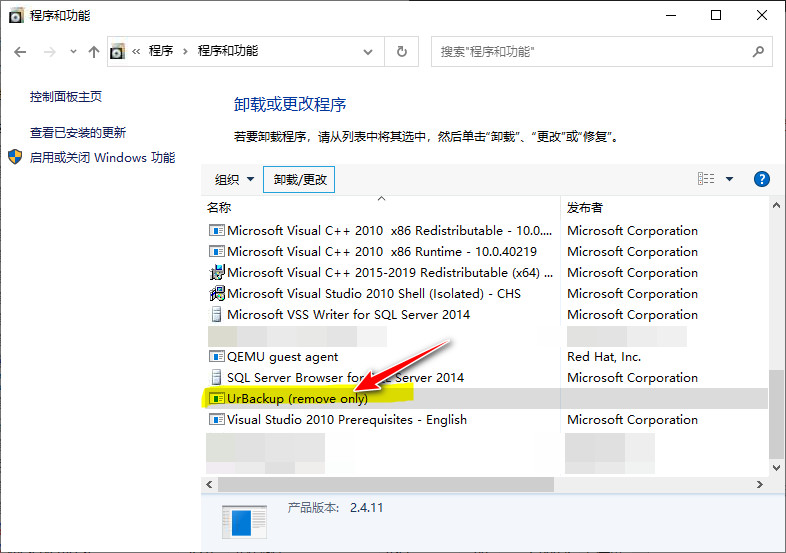 程序和功能
程序 程序和功能
搜索"程序和功能"
控制面板主页
查看已安装的更新
启用或关闭 Windows 功能
卸载或更改程序
若要卸载程序，请从列表中将其选中，然后单击“卸载”、“更改”或“修复”。
组织 卸载/更改
名称 发布者
Microsoft Visual C++ 2010 x86 Redistributable - 10.0.... Microsoft Corporation
Microsoft Visual C++ 2010 x86 Runtime - 10.0.40219 Microsoft Corporation
Microsoft Visual C++ 2015-2019 Redistributable (x64) ... Microsoft Corporation
Microsoft Visual Studio 2010 Shell (Isolated) - CHS Microsoft Corporation
Microsoft VSS Writer for SQL Server 2014 Microsoft Corporation
QEMU guest agent Red Hat, Inc.
SQL Server Browser for SQL Server 2014 Microsoft Corporation
UrBackup (remove only)
Visual Studio 2010 Prerequisites - English Microsoft Corporation
产品版本: 2.4.11